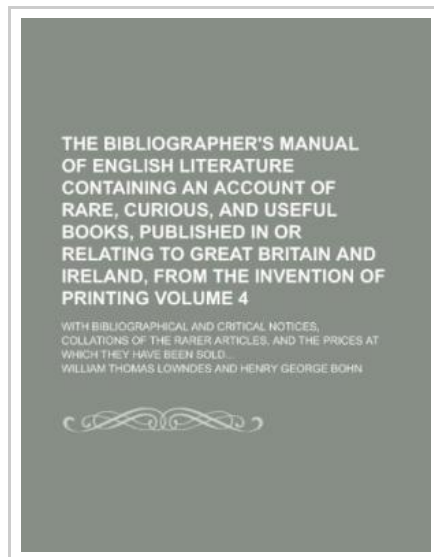 THE BIBLIOGRAPHER'S MANUAL
OF ENGLISH LITERATURE
CONTAINING AN ACCOUNT OF
RARE, CURIOUS, AND USEFUL
BOOKS, PUBLISHED IN OR
RELATING TO GREAT BRITAIN AND
IRELAND, FROM THE INVENTION OF
PRINTING VOLUME 4
WITH BIBLIOGRAPHICAL AND CRITICAL NOTICES,
COLLATIONS OF THE RARER ARTICLES, AND THE PRICES AT
WHICH THEY HAVE BEEN SOLD...
WILLIAM THOMAS LOWNDES AND HENRY GEORGE BOHN